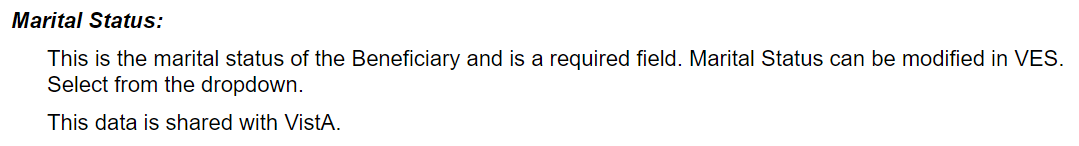 Marital Status:
This is the marital status of the Beneficiary and is a required field. Marital Status can be modified in VES.
Select from the dropdown.
This data is shared with VistA.